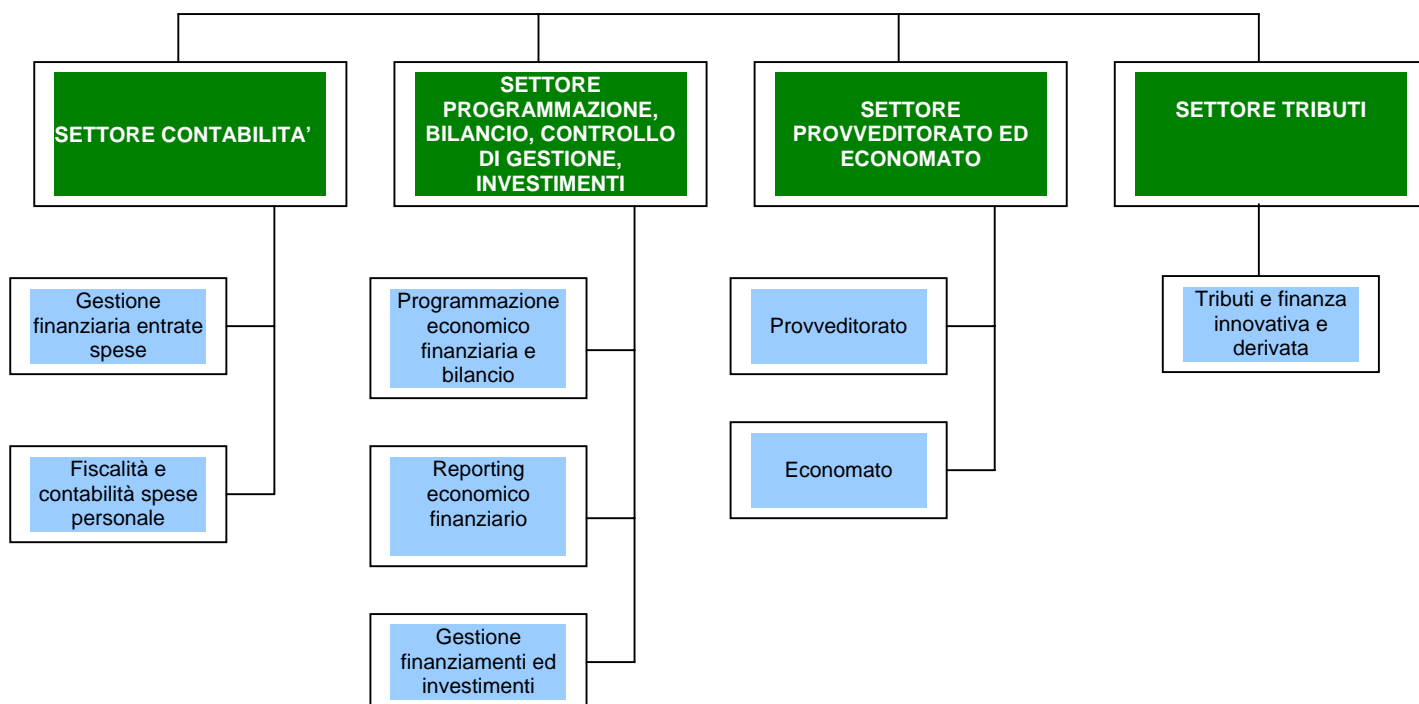 SETTORE CONTABILITA’
SETTORE
PROGRAMMAZIONE,
BILANCIO, CONTROLLO
DI GESTIONE,
INVESTIMENTI
SETTORE
PROVVEDITORATO ED
ECONOMATO
SETTORE TRIBUTI
Gestione
finanziaria entrate
spese
Fiscalità e
contabilità spese
personale
Programmazione
economico
finanziaria e
bilancio
Reporting
economico
finanziario
Gestione
finanziamenti ed
investimenti
Provveditorato
Economato
Tributi e finanza
innovativa e
derivata